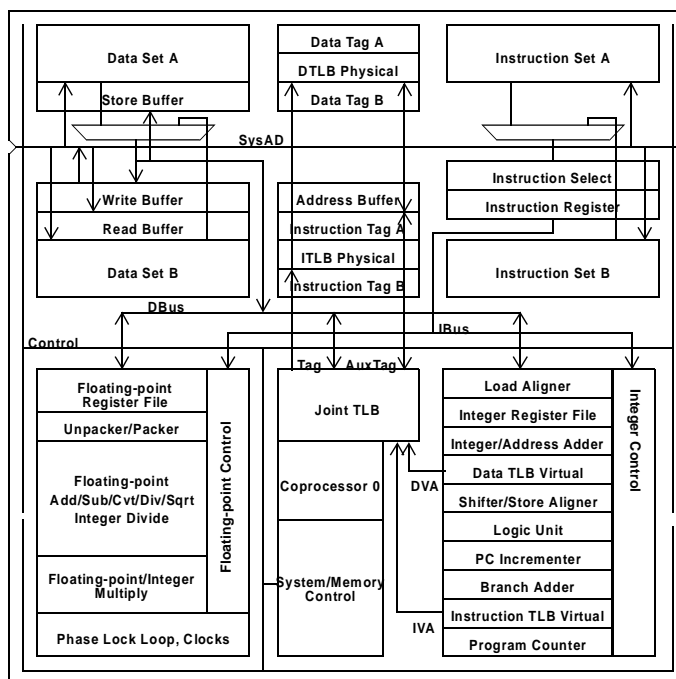 Data Set A
Store Buffer
Data Tag A
DTLB Physical
Data Tag B
Instruction Set A
SysAD
Write Buffer
Read Buffer
Data Set B
Address Buffer
Instruction Tag A
ITLB Physical
Instruction Tag B
Instruction Select
Instruction Register
Instruction Set B
DBus
IBus
Control
Tag
AuxTag
Floating-point
Register File
Unpacker/Packer
Floating-point
Add/Sub/Cvt/Div/Sqrt
Integer Divide
Floating-point/Integer
Multiply
Floating-point Control
Phase Lock Loop, Clocks
Joint TLB
Coprocessor 0
System/Memory
Control
DVA
IVA
Load Aligner
Integer Register File
Integer/Address Adder
Data TLB Virtual
Shifter/Store Aligner
Logic Unit
PC Incrementer
Branch Adder
Instruction TLB Virtual
Program Counter
Integer Control